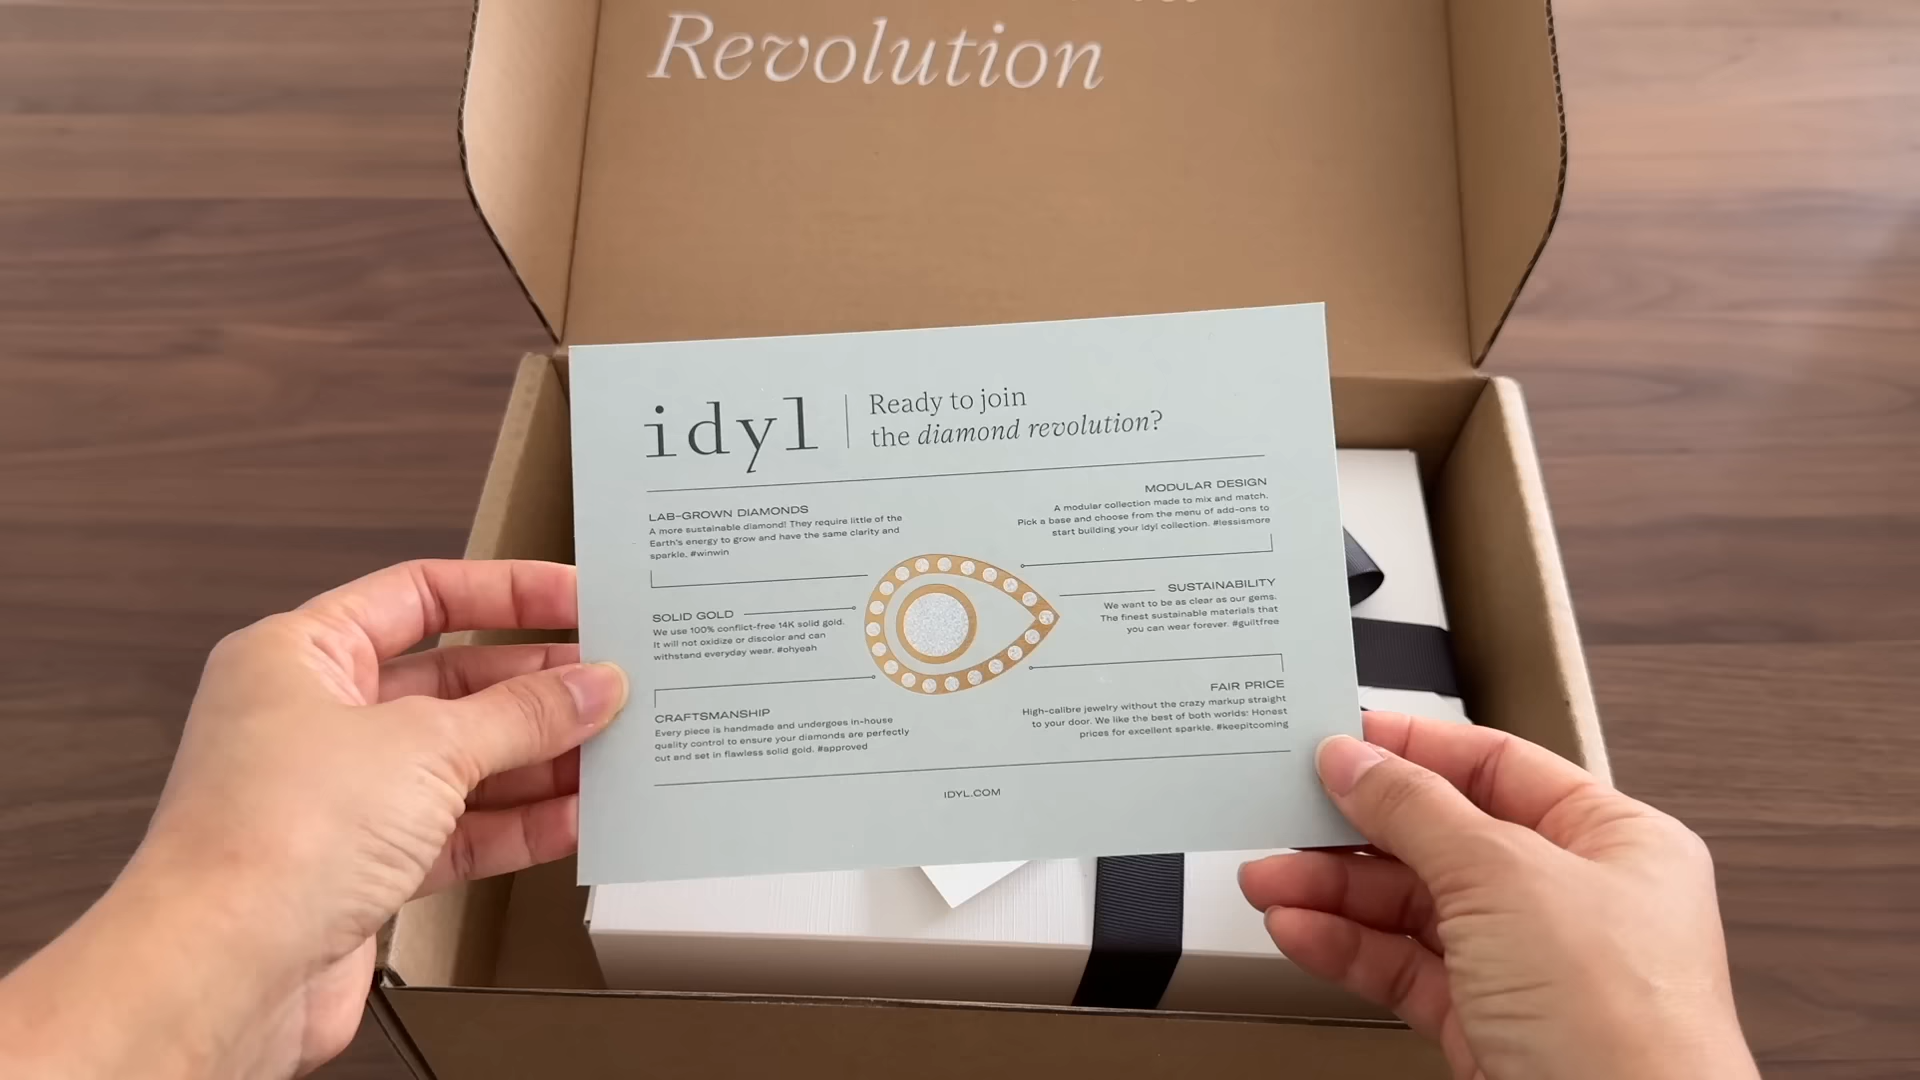 Revolution
idyl
Ready to join
the diamond revolution?
LAB-GROWN DIAMONDS
A more sustainable diamond! They require little of the
Earth's energy to grow and have the same clarity and
sparkle. #winwin
SOLID GOLD
We use 100% conflict-free 14K solid gold.
It will not oxidize or discolor and can
withstand everyday wear. #ohyeah
CRAFTSMANSHIP
Every piece is handmade and undergoes in-house
quality control to ensure your diamonds are perfectly
cut and set in flawless solid gold. #approved
MODULAR DESIGN
A modular collection made to mix and match.
Pick a base and choose from the menu of add-ons to
start building your idyl collection. #lessismore
SUSTAINABILITY
We want to be as clear as our gems.
The finest sustainable materials that
you can wear forever. #guiltfree
FAIR PRICE
High-calibre jewelry without the crazy markup straight
to your door. We like the best of both worlds: Honest
prices for excellent sparkle. #keepitcoming
IDYL.COM